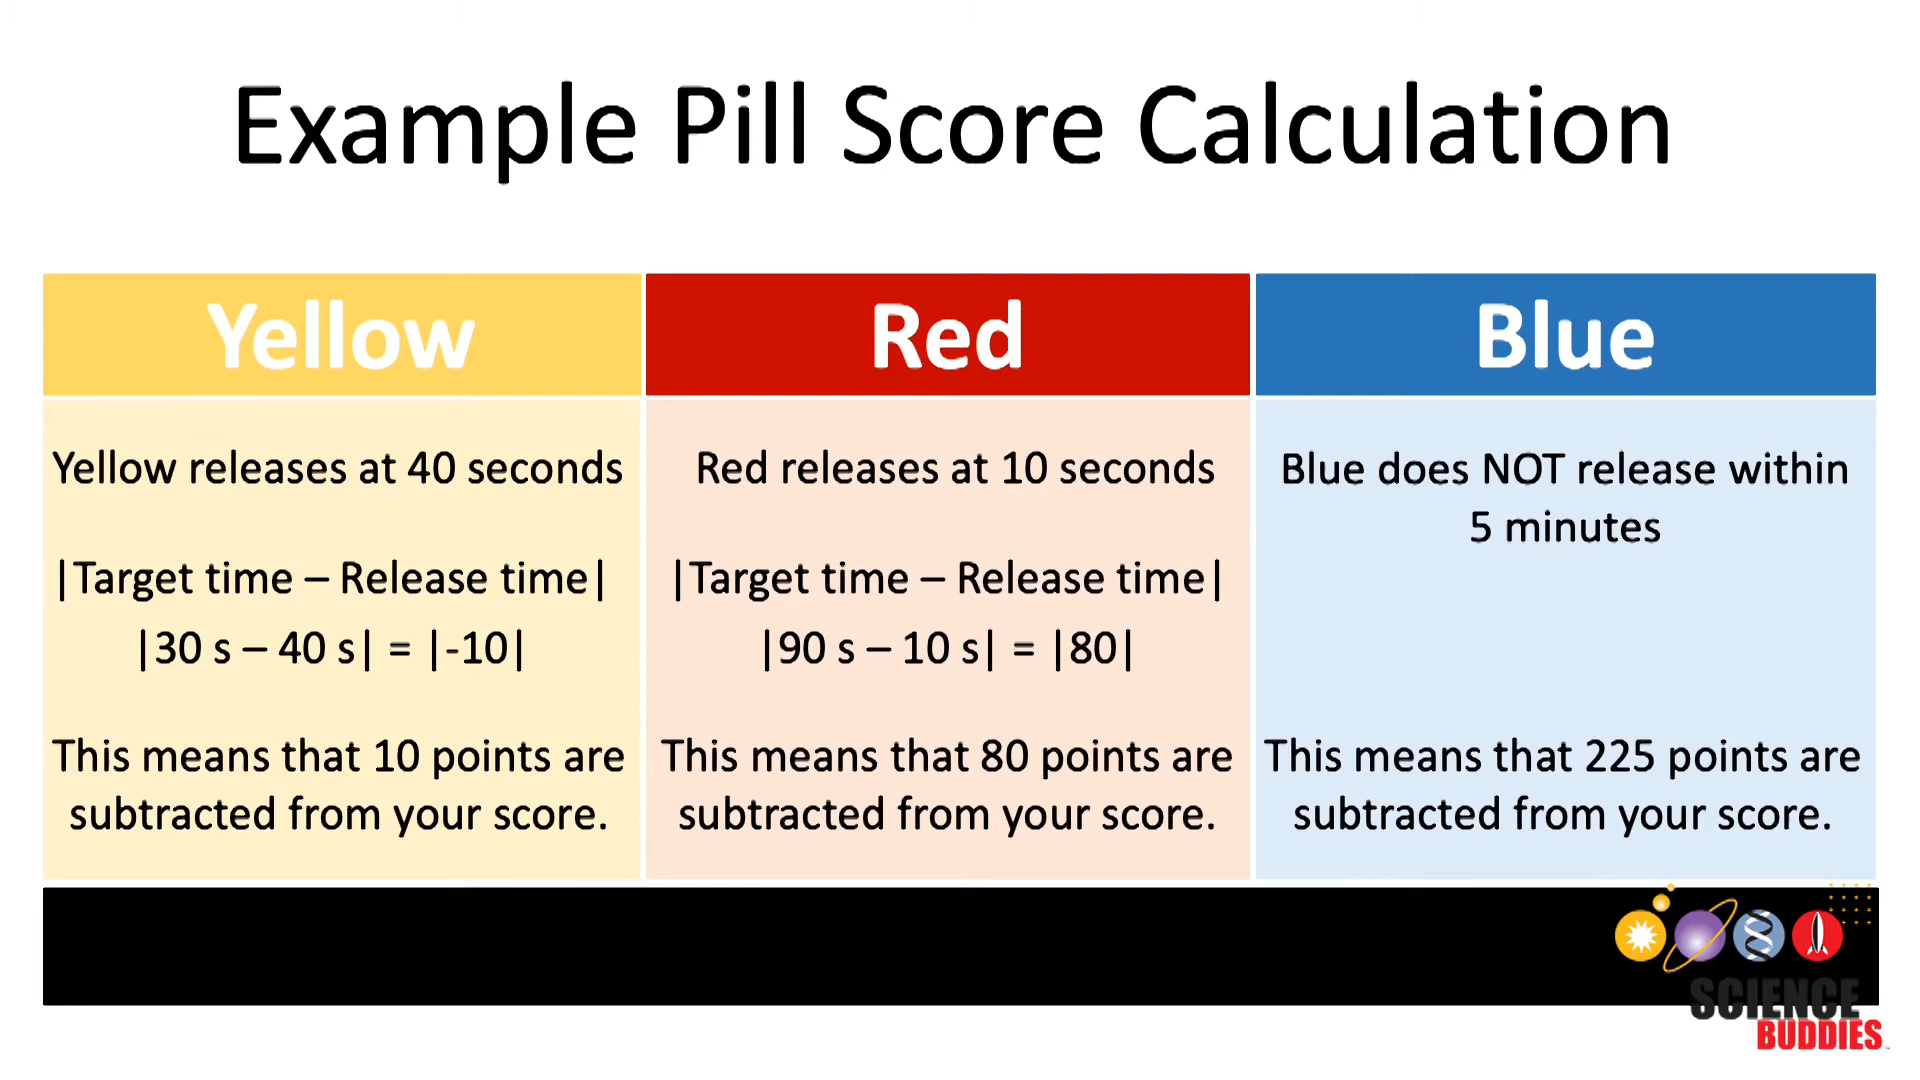 Example Pill Score Calculation
Yellow
Yellow releases at 40 seconds
|Target time – Release time|
|30 s – 40 s| = |-10|
This means that 10 points are
subtracted from your score.
Red
Red releases at 10 seconds
|Target time – Release time|
|90 s – 10 s| = |80|
This means that 80 points are
subtracted from your score.
Blue
Blue does NOT release within
5 minutes
This means that 225 points are
subtracted from your score.
SCIENCE
BUDDIES